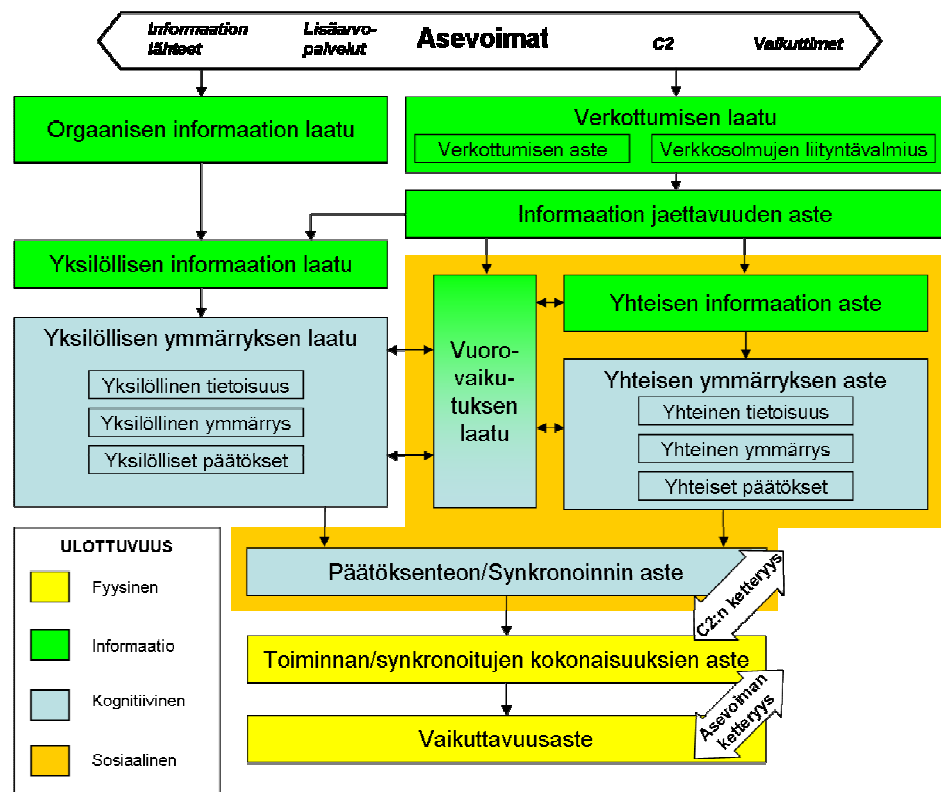 Informaation
lähteet
Lisäarvo-
palvelut
Asevoimat
C2
Vaikuttimet
Orgaanisen informaation laatu
Verkottumisen laatu
Verkottumisen aste
Verkkosolmujen liityntävalmius
Informaation jaettavuuden aste
Yksilöllisen informaation laatu
Yhteisen informaation aste
Yksilöllisen ymmärryksen laatu
Yksilöllinen tietoisuus
Yksilöllinen ymmärrys
Yksilölliset päätökset
Vuoro-
vaiku-
tuksen
laatu
Yhteisen ymmärryksen aste
Yhteinen tietoisuus
Yhteinen ymmärrys
Yhteiset päätökset
ULOTTUVUUS
Fyysinen
Informaatio
Kognitiivinen
Sosiaalinen
Päätöksenteon/Synkronoinnin aste
C2:n ketteryys
Toiminnan/synkronoitujen kokonaisuuksien aste
Asevoiman
ketteryys
Vaikuttavuusaste